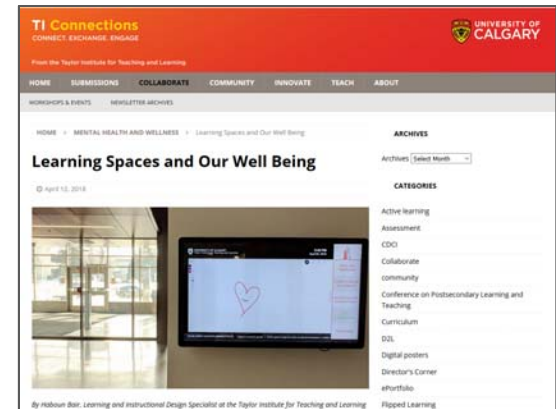 TI Connections
CONNECT. EXCHANGE. ENGAGE
From the Taylor Institute for Teaching and Learning
UNIVERSITY OF
CALGARY
HOME SUBMISSIONS COLLABORATE COMMUNITY INNOVATE TEACH ABOUT
WORKSHOPS & EVENTS NEWSLETTER ARCHIVES
HOME › MENTAL HEALTH AND WELLNESS › Learning Spaces and Our Well Being
Learning Spaces and Our Well Being
April 12, 2018
By Haboun Bair, Learning and Instructional Design Specialist at the Taylor Institute for Teaching and Learning
ARCHIVES
Archives Select Month
CATEGORIES
Active learning
Assessment
CDCI
Collaborate
community
Conference on Postsecondary Learning and
Teaching
Curriculum
D2L
Digital posters
Director's Corner
ePortfolio
Flipped Learning